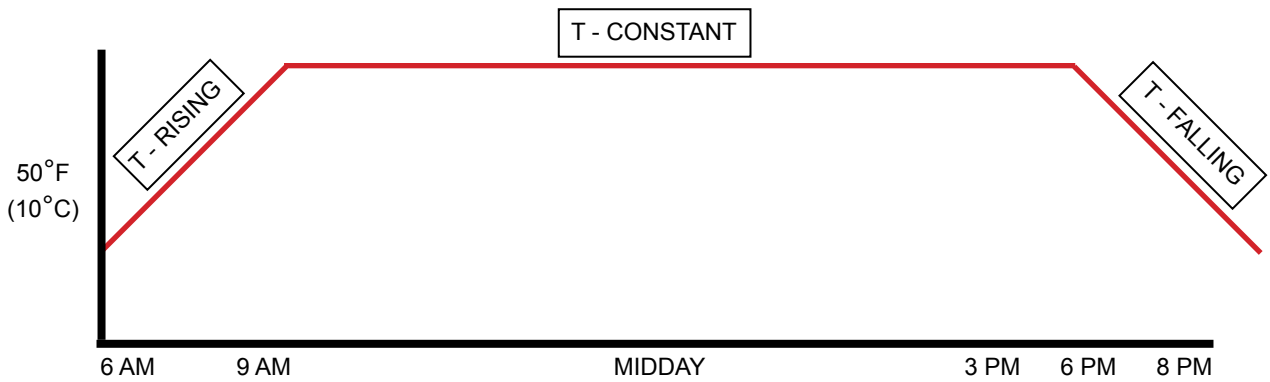 T - CONSTANT
T - RISING
T - FALLING
50°F
(10°C)
6 AM 9 AM MIDDAY 3 PM 6 PM 8 PM